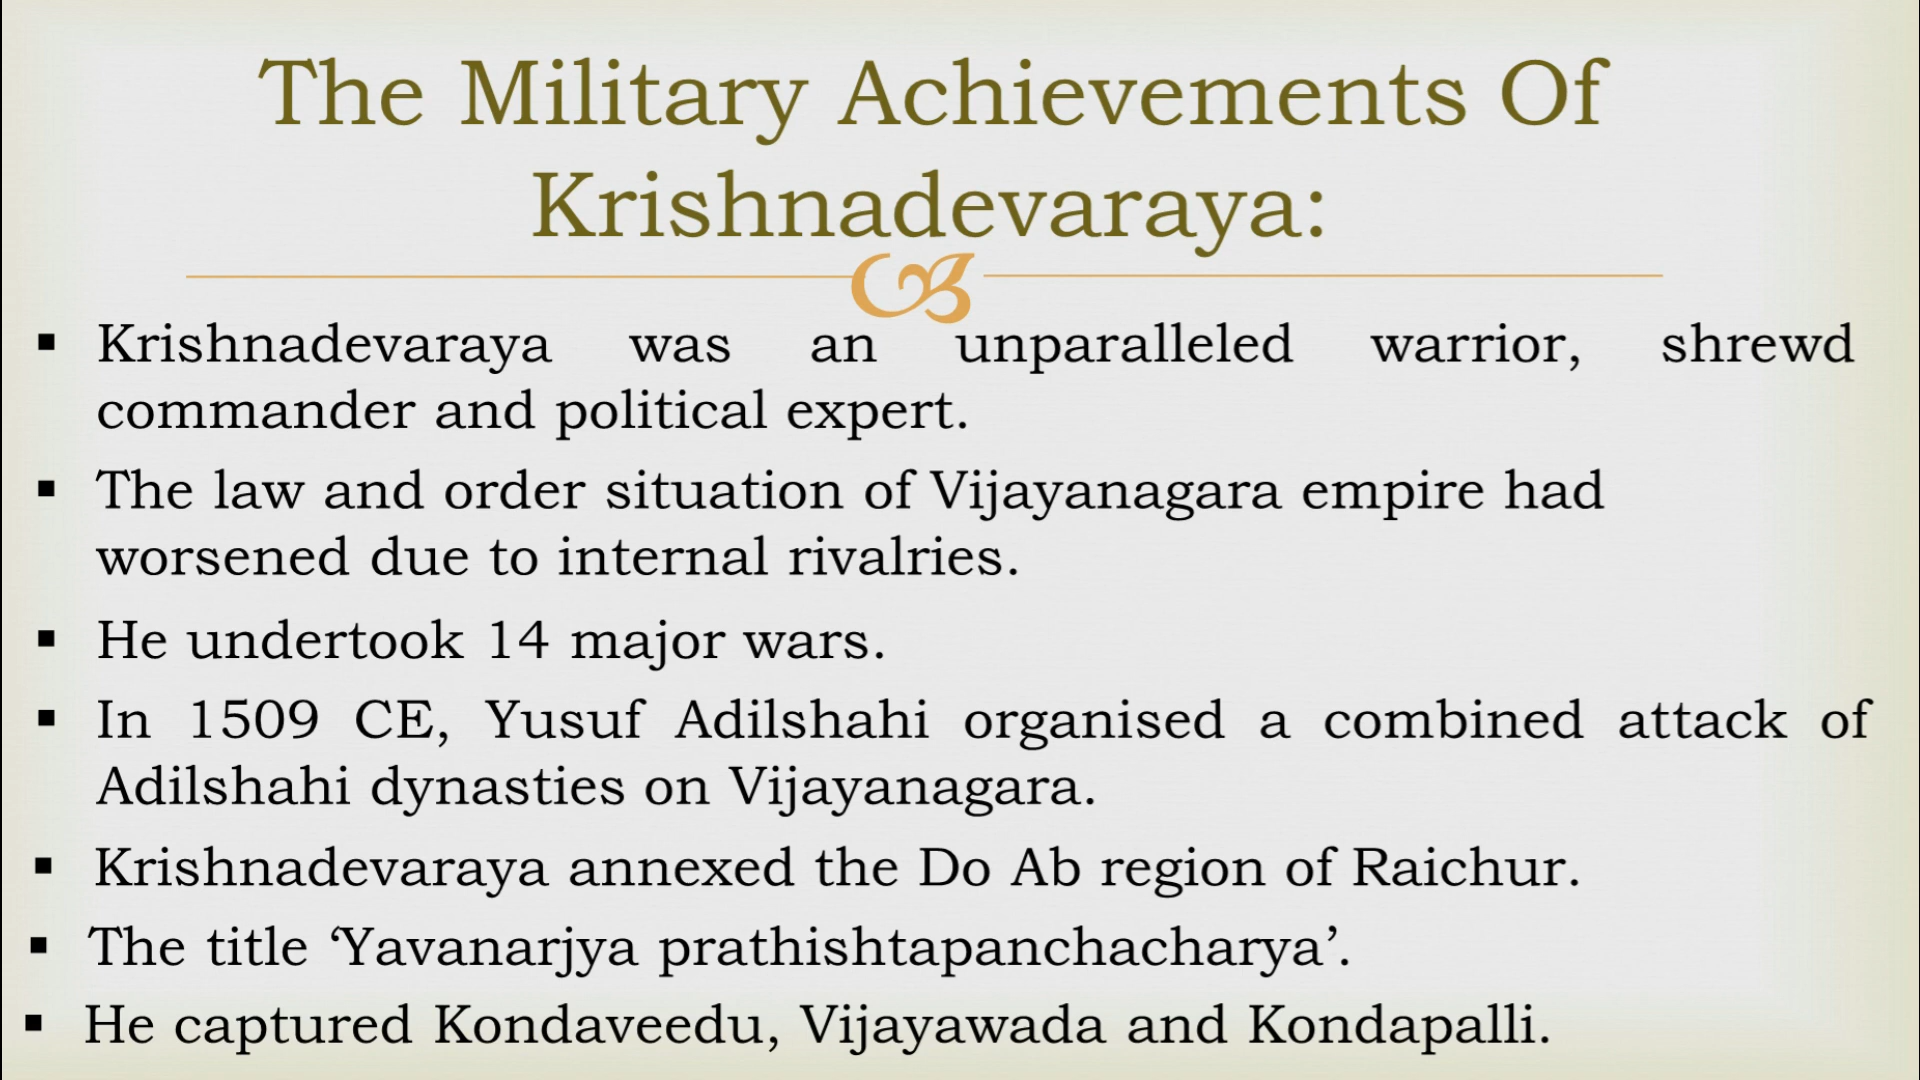 The Military Achievements Of
Krishnadevaraya:
▪ Krishnadevaraya was an unparalleled warrior, shrewd
commander and political expert.
▪ The law and order situation of Vijayanagara empire had
worsened due to internal rivalries.
▪ He undertook 14 major wars.
▪ In 1509 CE, Yusuf Adilshahi organised a combined attack of
Adilshahi dynasties on Vijayanagara.
▪ Krishnadevaraya annexed the Do Ab region of Raichur.
▪ The title ‘Yavanarjya prathishtapanchacharya’.
▪ He captured Kondaveedu, Vijayawada and Kondapalli.